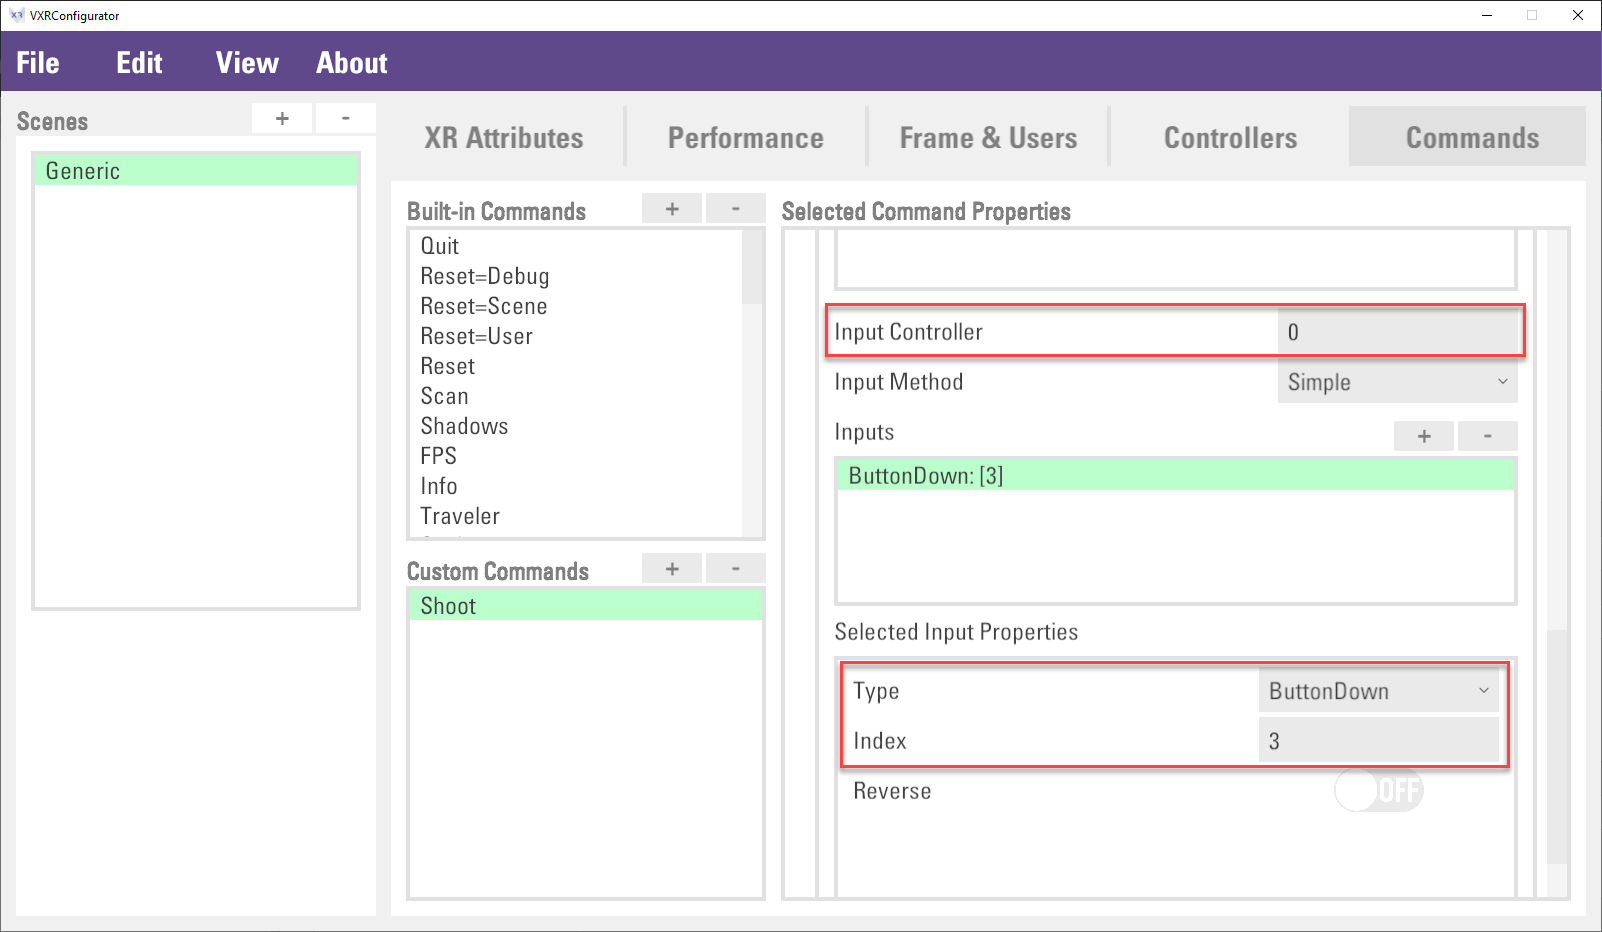 VXRConfigurator
File Edit View About
Scenes + -
Generic
XR Attributes Performance Frame & Users Controllers Commands
Built-in Commands + -
Quit
Reset=Debug
Reset=Scene
Reset=User
Reset
Scan
Shadows
FPS
Info
Traveler
Custom Commands + -
Shoot
Selected Command Properties
Input Controller 0
Input Method Simple
Inputs + -
ButtonDown: [3]
Selected Input Properties
Type ButtonDown
Index 3
Reverse OFF